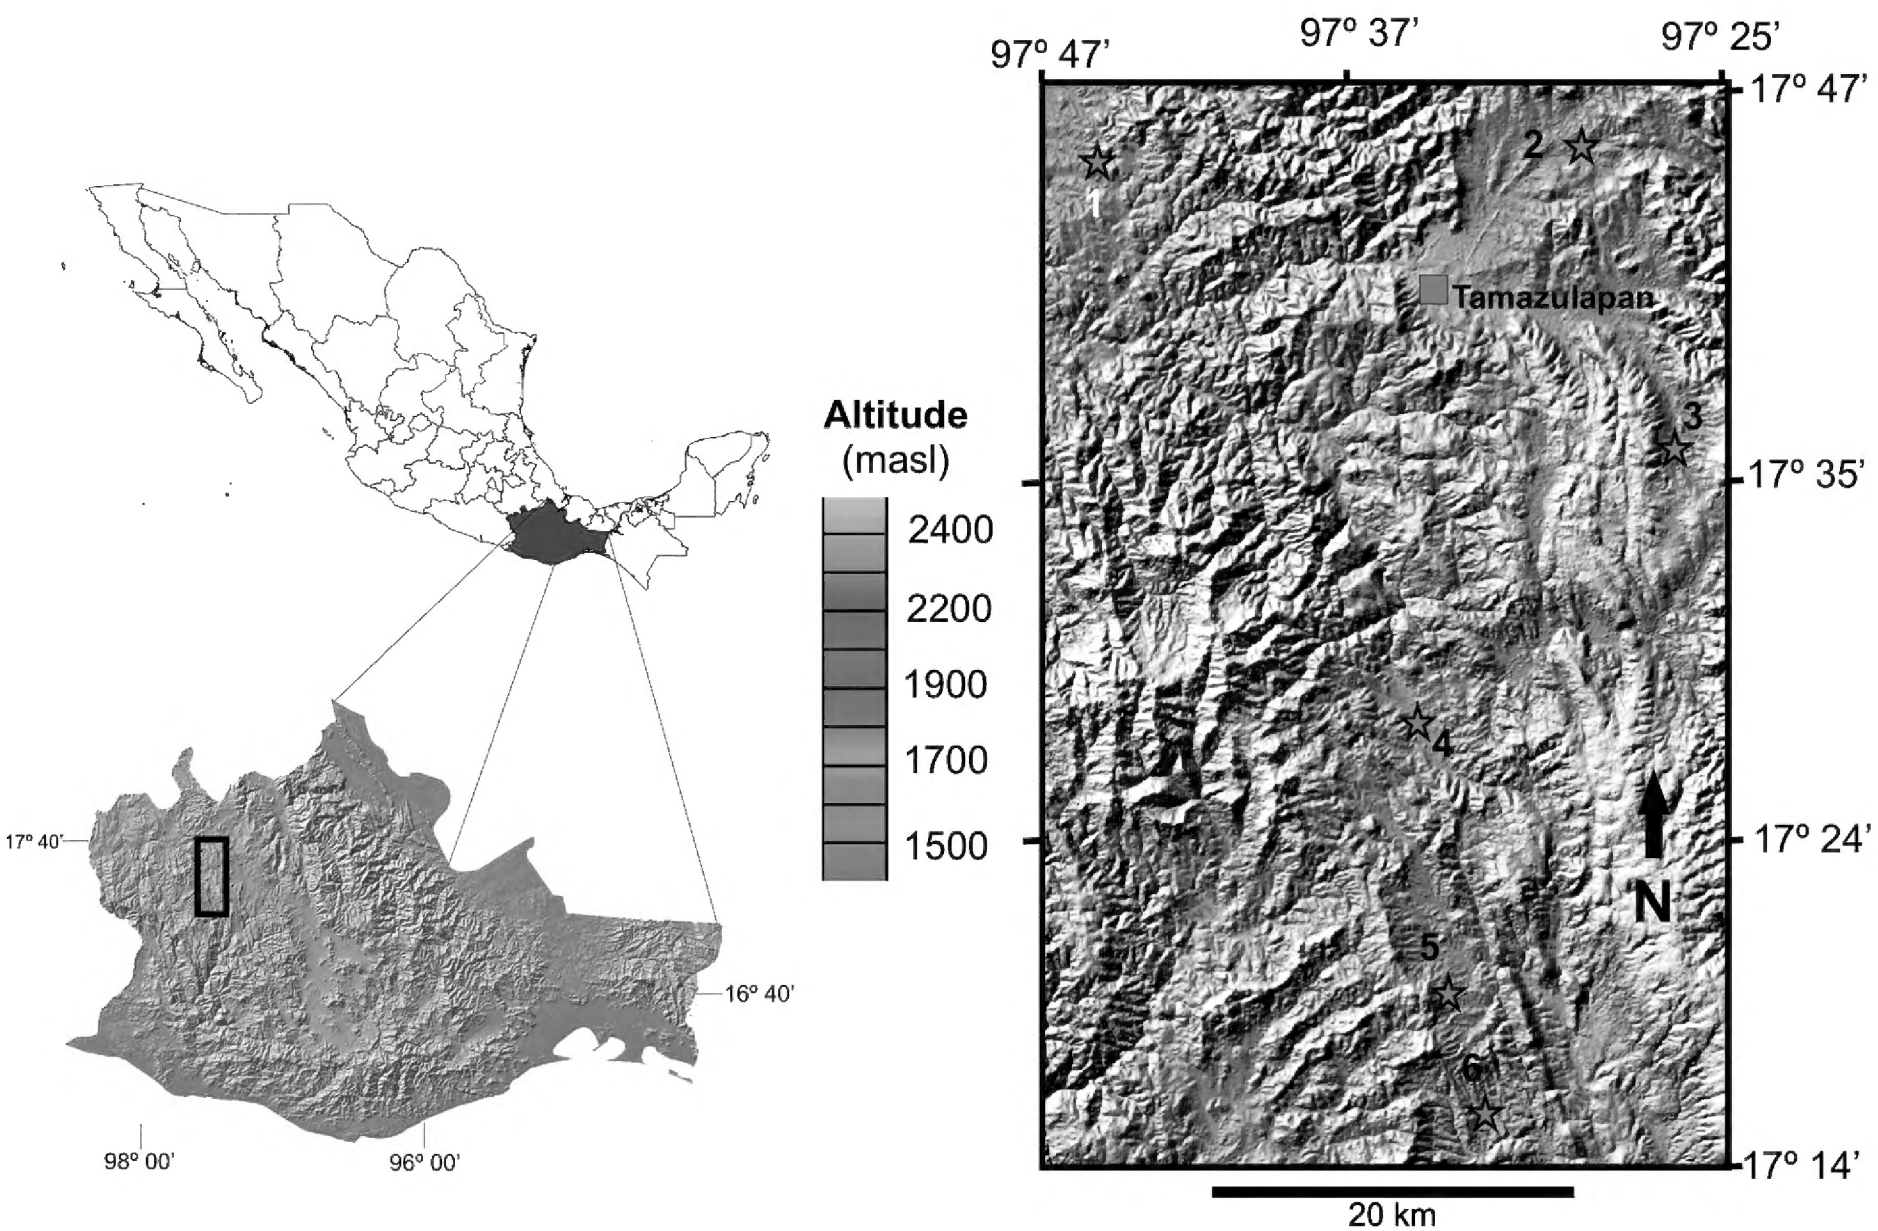 97º 47’
97º 37’
97º 25’
17º 47’
1
2
Tamazulapan
3
17º 35’
4
17º 24’
N
5
6
17º 14’
20 km
Altitude
(masl)
2400
2200
1900
1700
1500
17º 40’
16º 40’
98º 00’
96º 00’